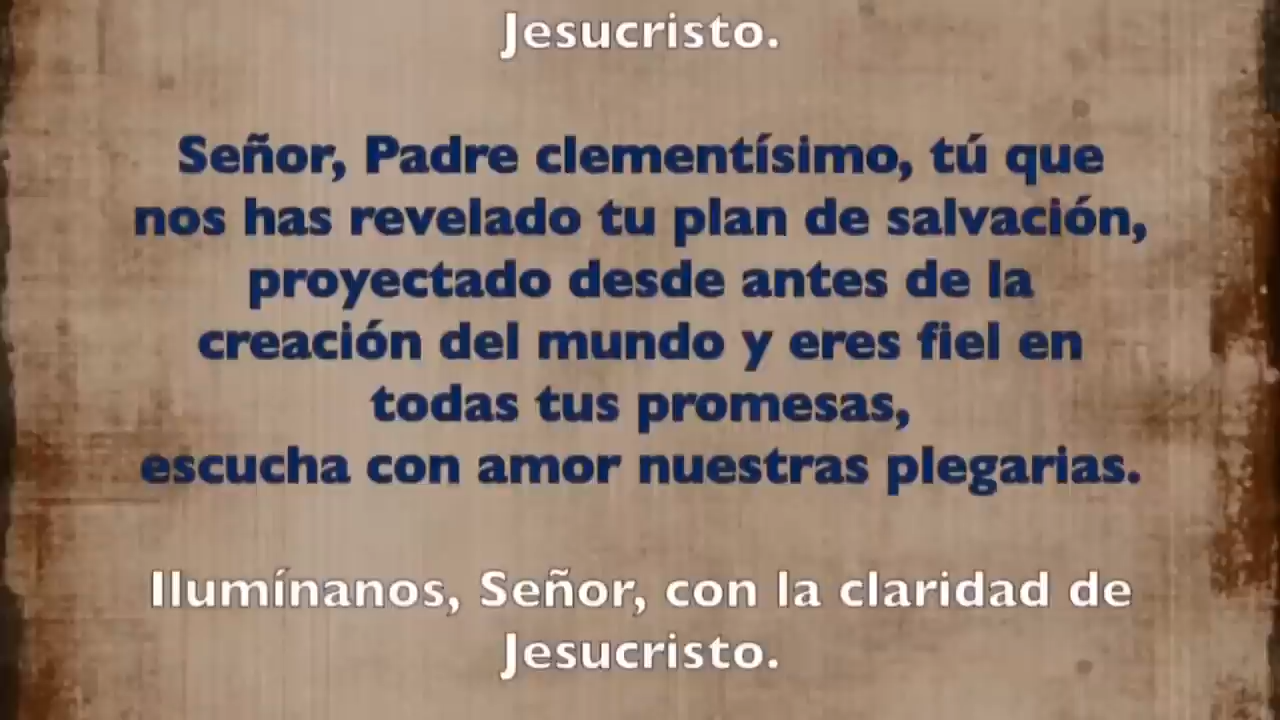 Jesucristo.
Señor, Padre clementísimo, tú que
nos has revelado tu plan de salvación,
proyectado desde antes de la
creación del mundo y eres fiel en
todas tus promesas,
escucha con amor nuestras plegarias.
Ilumínanos, Señor, con la claridad de
Jesucristo.